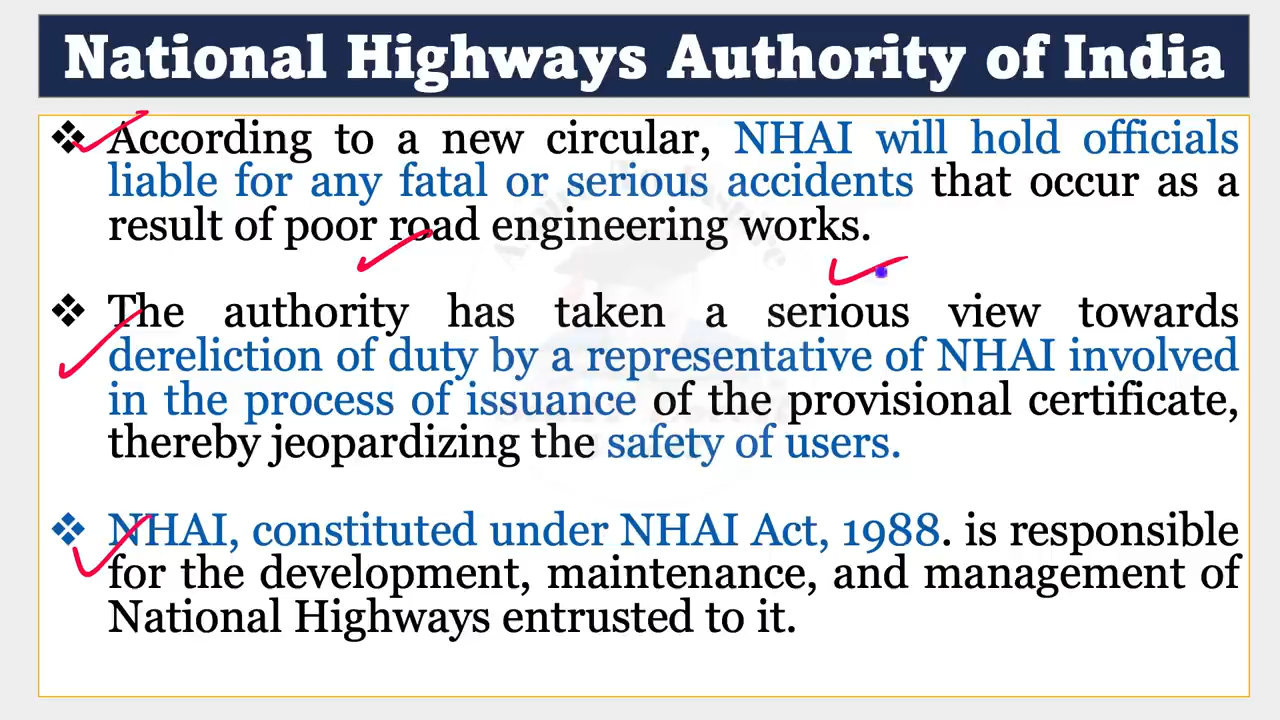 National Highways Authority of India
❖ According to a new circular, NHAI will hold officials
liable for any fatal or serious accidents that occur as a
result of poor road engineering works.
❖ The authority has taken a serious view towards
dereliction of duty by a representative of NHAI involved
in the process of issuance of the provisional certificate,
thereby jeopardizing the safety of users.
❖ NHAI, constituted under NHAI Act, 1988. is responsible
for the development, maintenance, and management of
National Highways entrusted to it.